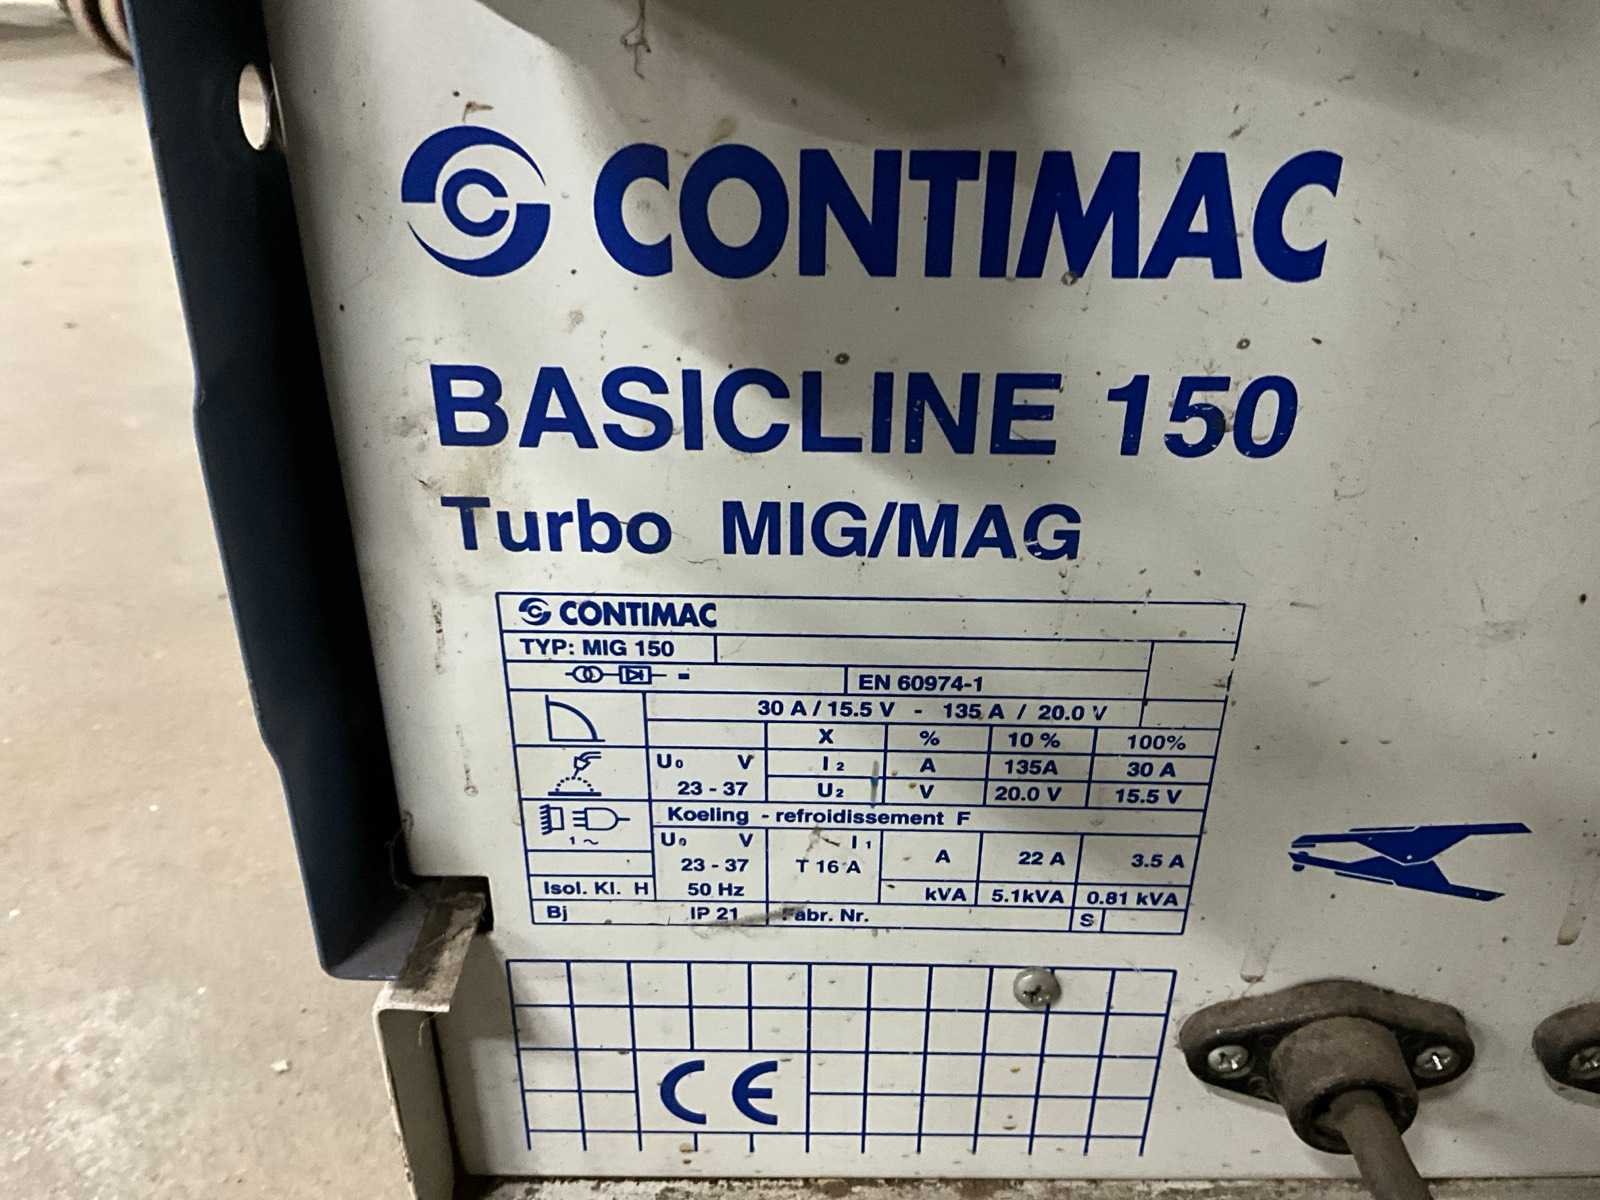 CONTIMAC
BASICLINE 150
Turbo MIG/MAG
CONTIMAC
TYP: MIG 150
EN 60974-1
30 A / 15.5 V - 135 A / 20.0 V
X % 10 % 100%
U0 V I2 A 135A 30 A
23 - 37 U2 V 20.0 V 15.5 V
Koeling - refroidissement F
1~ U0 V I1 A 22 A 3.5 A
23 - 37 T 16 A
Isol. Kl. H 50 Hz kVA 5.1kVA 0.81 kVA
Bj IP 21 Fabr. Nr. S
CE